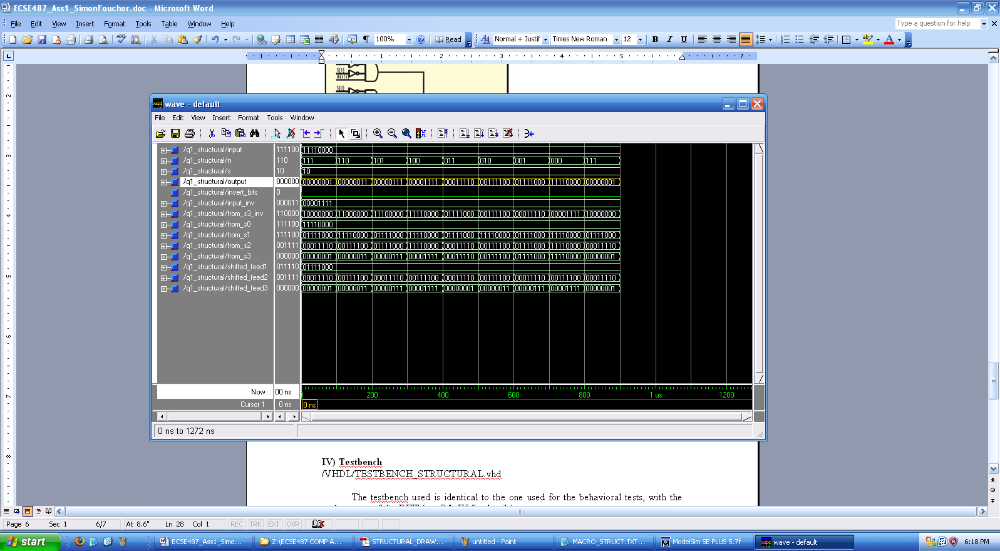 ECSE487_Ass1_SimonFoucher.doc - Microsoft Word
File Edit View Insert Format Tools Table Window Help
Type a question for help
100% Read Normal + Justif Times New Roman 12 B I U
1 1 2 3 4 5 7
S[1]
IN1[1]
S[0]
wave - default
File Edit View Insert Format Tools Window
/q1_structural/input 111100 11110000
/q1_structural/n 110 111 110 101 100 011 010 001 000 111
/q1_structural/s 10 10
/q1_structural/output 000000 00000001 00000011 00000111 00001111 00011110 00111100 01111000 11110000 00000001
/q1_structural/invert_bits 0
/q1_structural/input_inv 000011 00001111
/q1_structural/from_s3_inv 110000 10000000 11000000 11100000 11110000 01111000 00111100 00011110 00001111 10000000
/q1_structural/from_s0 111100 11110000
/q1_structural/from_s1 111100 01111000 11110000 01111000 11110000 01111000 11110000 01111000 11110000 01111000
/q1_structural/from_s2 001111 00011110 00111100 01111000 11110000 00011110 00111100 01111000 11110000 00011110
/q1_structural/from_s3 000000 00000001 00000011 00000111 00001111 00011110 00111100 01111000 11110000 00000001
/q1_structural/shifted_feed1 011110 01111000
/q1_structural/shifted_feed2 001111 00011110 00111100 00011110 00111100 00011110 00111100 00011110 00111100 00011110
/q1_structural/shifted_feed3 000000 00000001 00000011 00000111 00001111 00000001 00000011 00000111 00001111 00000001
Now 00 ns 200 400 600 800 1 us 1200
Cursor 1 0 ns 0 ns
0 ns to 1272 ns
IV) Testbench
/VHDL/TESTBENCH_STRUCTURAL.vhd
The testbench used is identical to the one used for the behavioral tests, with the
Page 6 Sec 1 6/7 At 8.6" Ln 28 Col 1 REC TRK EXT OVR
start ECSE487_Ass1_Simo... Z:\ECSE487 COMP A... STRUCTURAL_DRAW... untitled - Paint MACRO_STRUCT.TXT... ModelSim SE PLUS 5.7f wave - default 6:18 PM